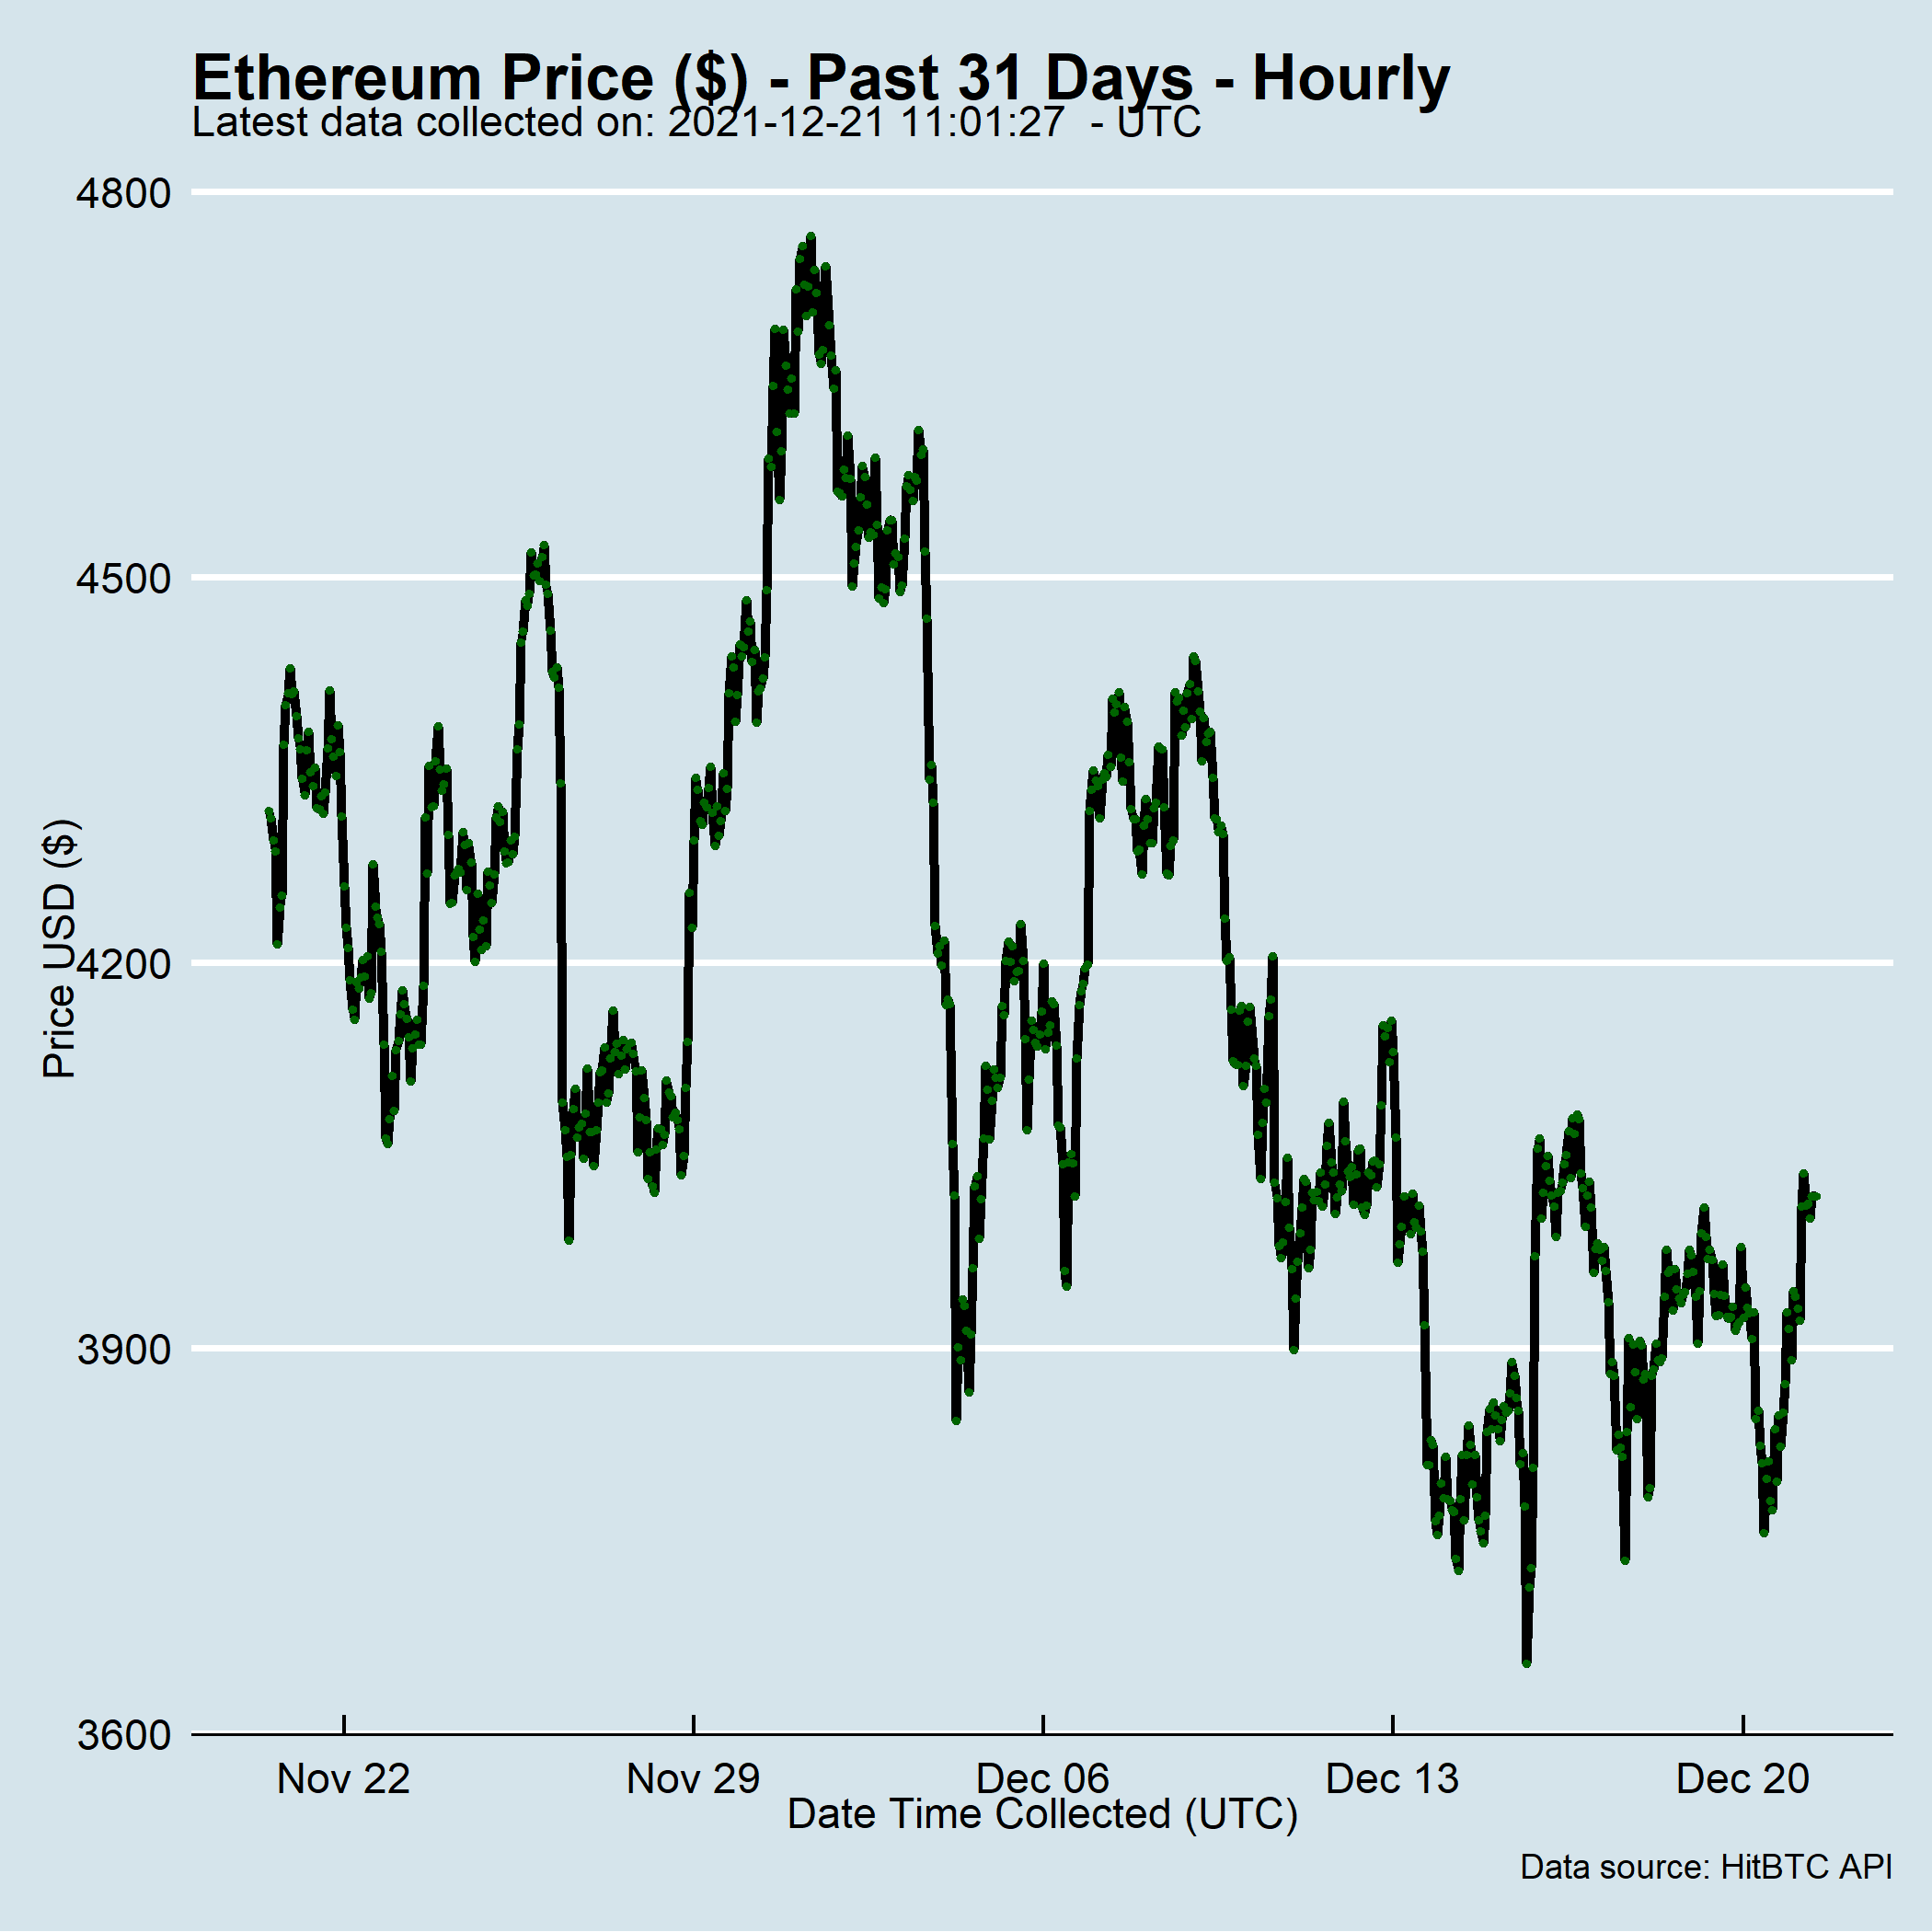 Ethereum Price ($) - Past 31 Days - Hourly
Latest data collected on: 2021-12-21 11:01:27  - UTC
4800
4500
4200
3900
3600
Price USD ($)
Nov 22 Nov 29 Dec 06 Dec 13 Dec 20
Date Time Collected (UTC)
Data source: HitBTC API